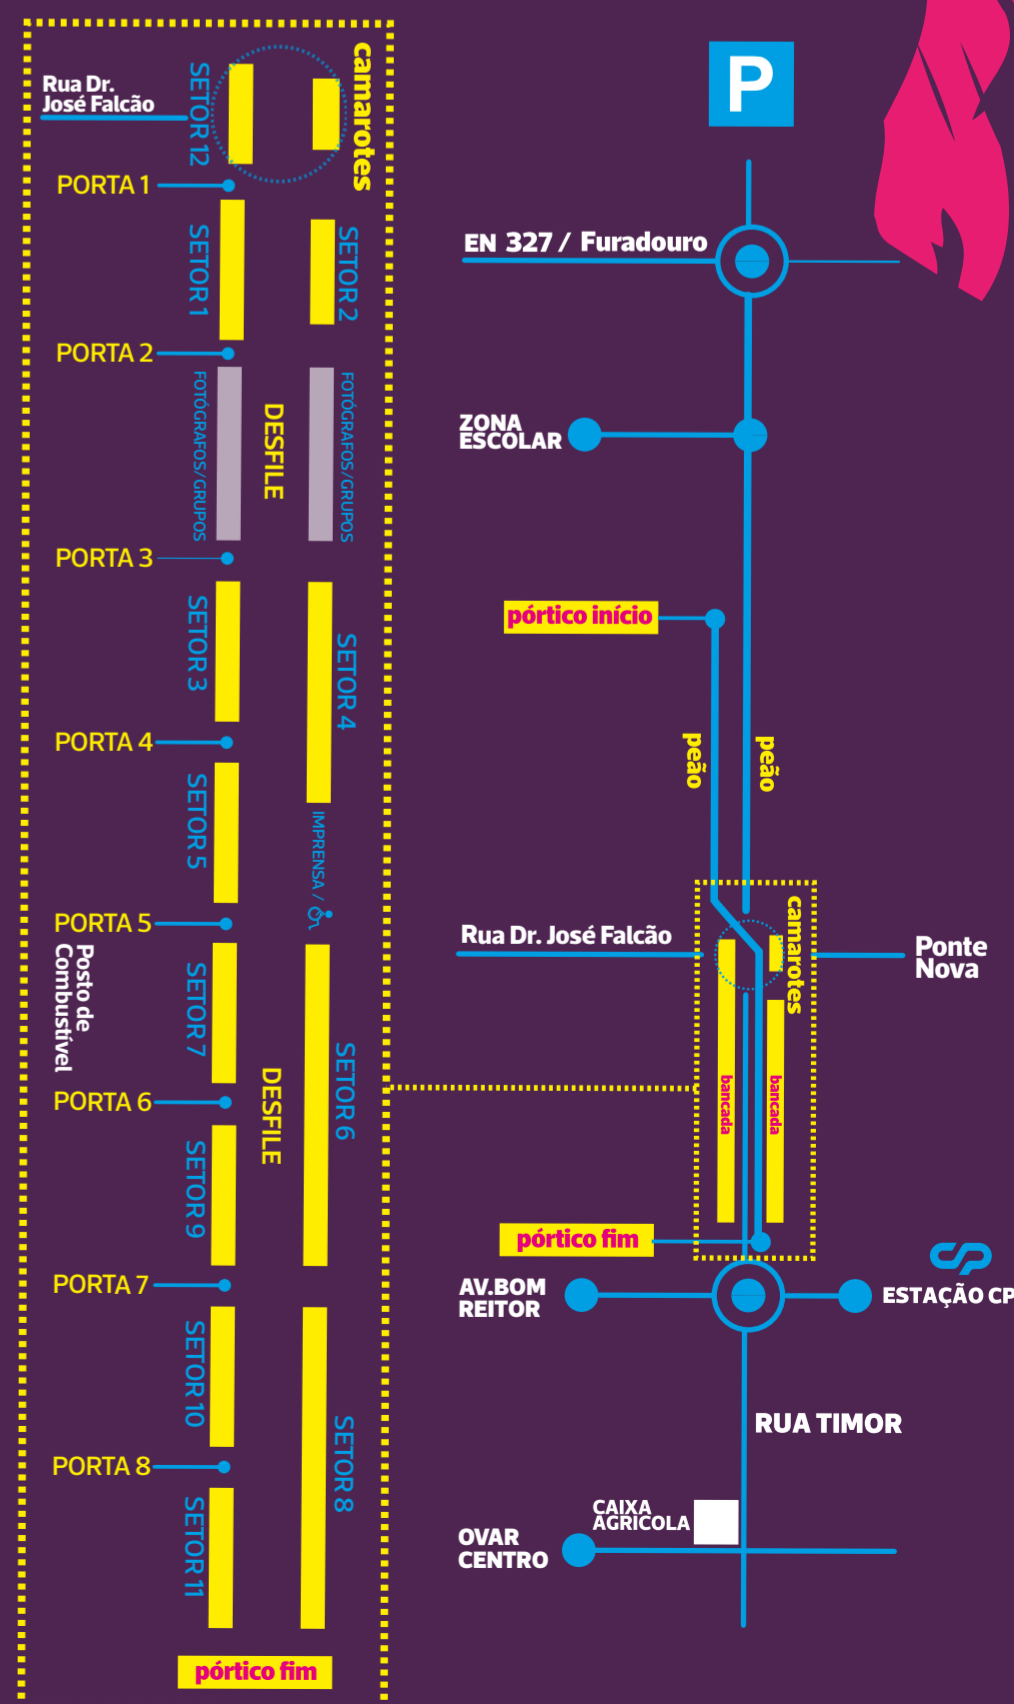 camarotes
Rua Dr.
José Falcão
SETOR 12
PORTA 1
SETOR 1
SETOR 2
PORTA 2
FOTÓGRAFOS/GRUPOS
DESFILE
FOTÓGRAFOS/GRUPOS
PORTA 3
SETOR 3
SETOR 4
PORTA 4
SETOR 5
IMPRENSA /
PORTA 5
Posto de
Combustível
SETOR 7
SETOR 6
PORTA 6
DESFILE
SETOR 9
PORTA 7
SETOR 10
SETOR 8
PORTA 8
SETOR 11
pórtico fim
P
EN 327 / Furadouro
ZONA
ESCOLAR
pórtico início
peão
peão
camarotes
Rua Dr. José Falcão
Ponte
Nova
bancada
bancada
pórtico fim
AV.BOM
REITOR
ESTAÇÃO CP
RUA TIMOR
CAIXA
AGRICOLA
OVAR
CENTRO